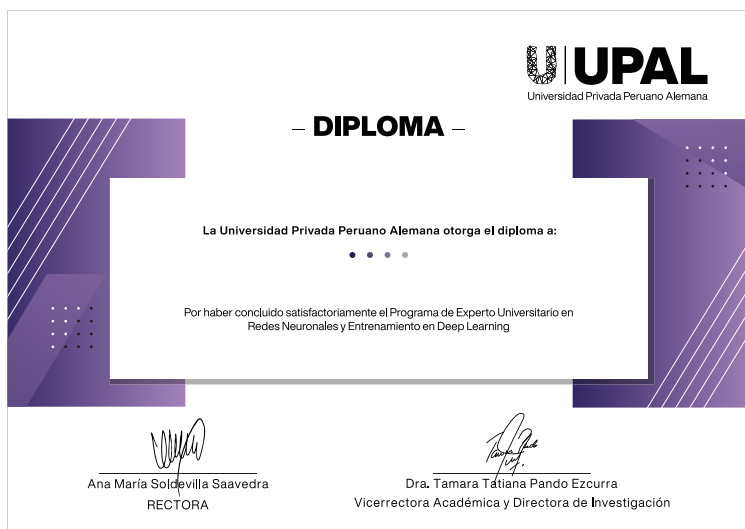 UPAL
Universidad Privada Peruano Alemana
– DIPLOMA –
La Universidad Privada Peruano Alemana otorga el diploma a:
Por haber concluido satisfactoriamente el Programa de Experto Universitario en
Redes Neuronales y Entrenamiento en Deep Learning
Ana María Soldevilla Saavedra
RECTORA
Dra. Tamara Tatiana Pando Ezcurra
Vicerrectora Académica y Directora de Investigación